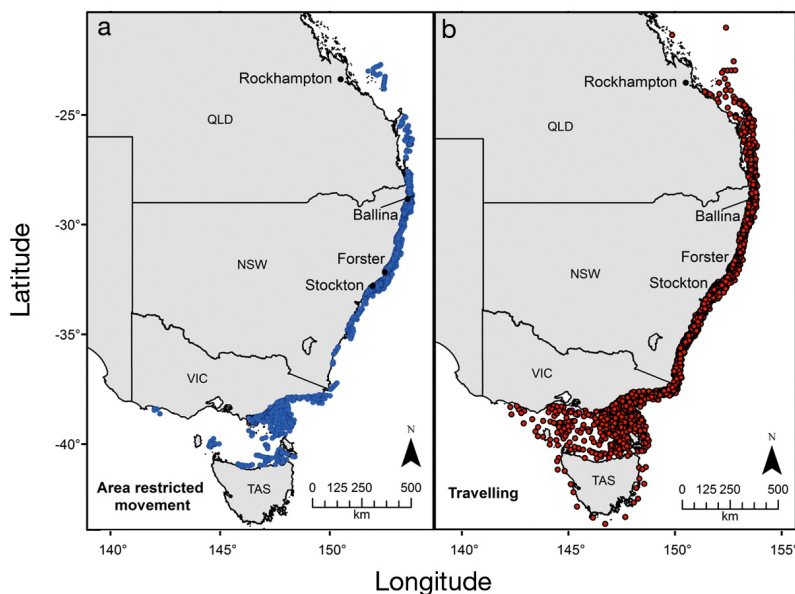 a
Rockhampton
QLD
Ballina
NSW
Forster
Stockton
VIC
TAS
Area restricted
movement
N
0 125 250 500
km
b
Rockhampton
QLD
Ballina
NSW
Forster
Stockton
VIC
TAS
Travelling
N
0 125 250 500
km
Latitude
-25°
-30°
-35°
-40°
140° 145° 150° 140° 145° 150° 155°
Longitude